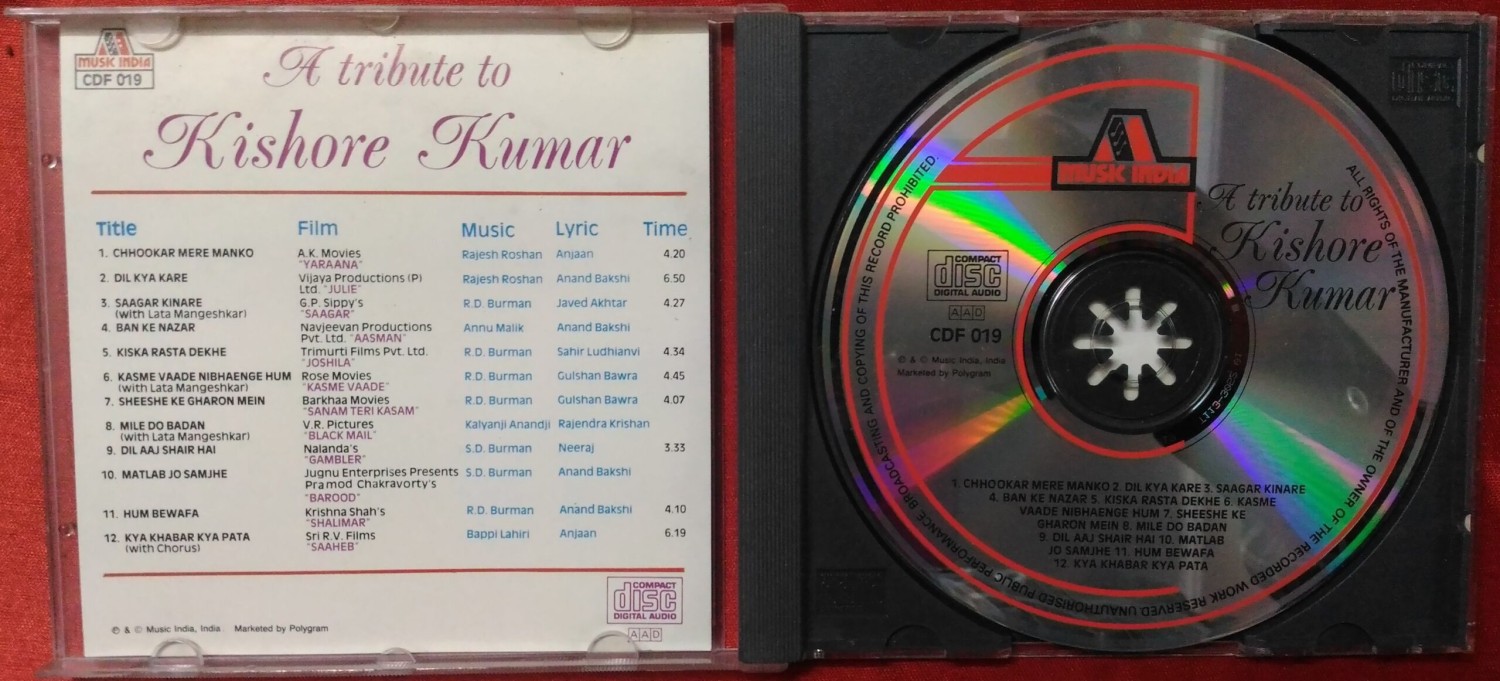 MUSIC INDIA
CDF 019
A tribute to
Kishore Kumar
Title Film Music Lyric Time
1. CHHOOKAR MERE MANKO A.K. Movies Rajesh Roshan Anjaan 4.20
"YARAANA"
2. DIL KYA KARE Vijaya Productions (P) Rajesh Roshan Anand Bakshi 6.50
Ltd. "JULIE"
3. SAAGAR KINARE G.P. Sippy's R.D. Burman Javed Akhtar 4.27
(with Lata Mangeshkar) "SAAGAR"
4. BAN KE NAZAR Navjeevan Productions Annu Malik Anand Bakshi
Pvt. Ltd. "AASMAN"
5. KISKA RASTA DEKHE Trimurti Films Pvt. Ltd. R.D. Burman Sahir Ludhianvi 4.34
"JOSHILA"
6. KASME VAADE NIBHAENGE HUM Rose Movies R.D. Burman Gulshan Bawra 4.45
(with Lata Mangeshkar) "KASME VAADE"
7. SHEESHE KE GHARON MEIN Barkhaa Movies R.D. Burman Gulshan Bawra 4.07
"SANAM TERI KASAM"
8. MILE DO BADAN V.R. Pictures Kalyanji Anandji Rajendra Krishan
(with Lata Mangeshkar) "BLACK MAIL"
9. DIL AAJ SHAIR HAI Nalanda's S.D. Burman Neeraj 3.33
"GAMBLER"
10. MATLAB JO SAMJHE Jugnu Enterprises Presents S.D. Burman Anand Bakshi
Pramod Chakravorty's
"BAROOD"
11. HUM BEWAFA Krishna Shah's R.D. Burman Anand Bakshi 4.10
"SHALIMAR"
12. KYA KHABAR KYA PATA Sri R.V. Films Bappi Lahiri Anjaan 6.19
(with Chorus) "SAAHEB"
COMPACT
disc
DIGITAL AUDIO
AAD
℗ & © Music India, India Marketed by Polygram
MUSIC INDIA
A tribute to
Kishore
Kumar
COMPACT
disc
DIGITAL AUDIO
AAD
CDF 019
℗ & © Music India, India
Marketed by Polygram
1. CHHOOKAR MERE MANKO 2. DIL KYA KARE 3. SAAGAR KINARE
4. BAN KE NAZAR 5. KISKA RASTA DEKHE 6. KASME
VAADE NIBHAENGE HUM 7. SHEESHE KE
GHARON MEIN 8. MILE DO BADAN
9. DIL AAJ SHAIR HAI 10. MATLAB
JO SAMJHE 11. HUM BEWAFA
12. KYA KHABAR KYA PATA
ALL RIGHTS OF THE MANUFACTURER AND OF THE OWNER OF THE RECORDED WORK RESERVED UNAUTHORISED PUBLIC PERFORMANCE BROADCASTING AND COPYING OF THIS RECORD PROHIBITED.
COMPACT
disc
DIGITAL AUDIO